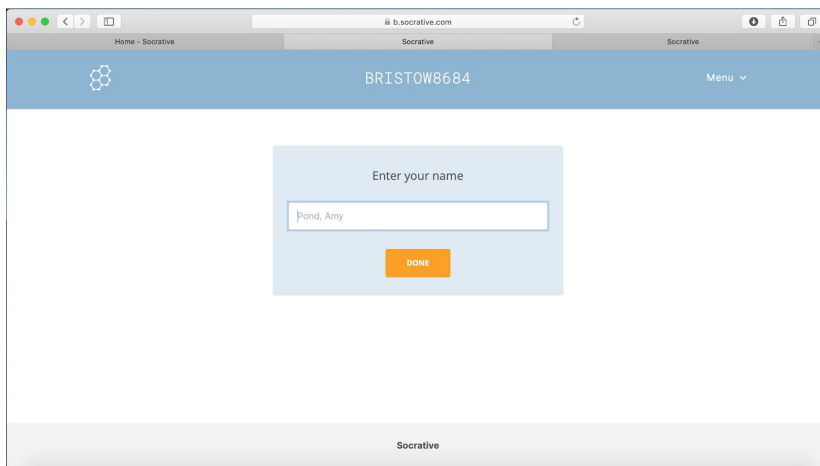 b.socrative.com
Home - Socrative
Socrative
Socrative
BRISTOW8684
Menu
Enter your name
Pond, Amy
DONE
Socrative